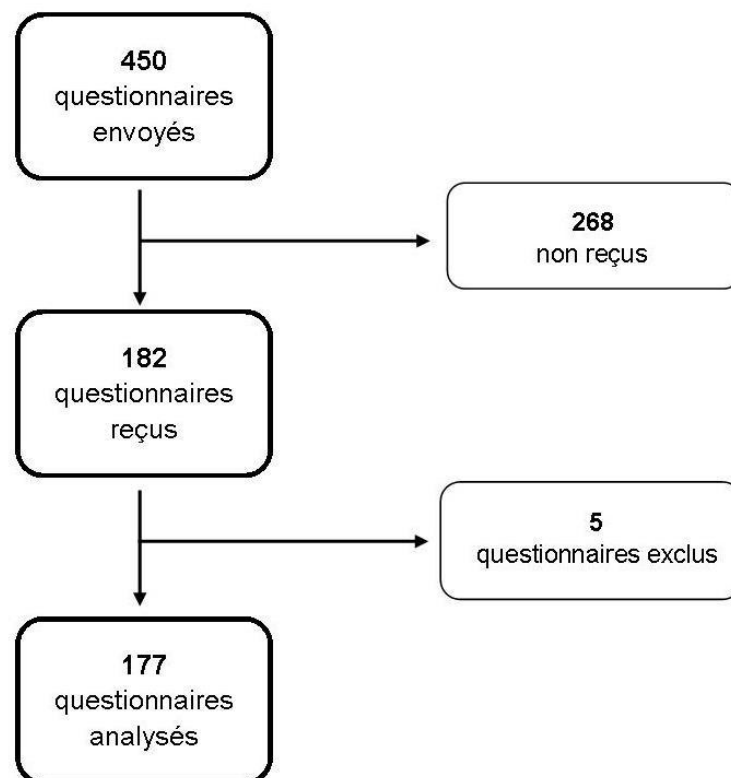 450
questionnaires
envoyés
268
non reçus
182
questionnaires
reçus
5
questionnaires exclus
177
questionnaires
analysés